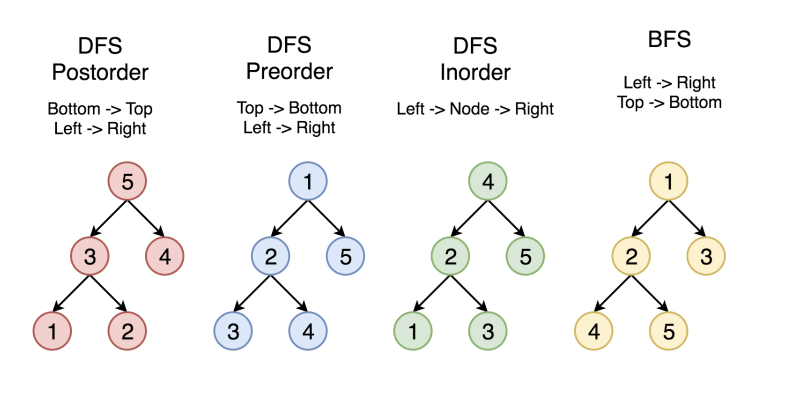 DFS
Postorder
Bottom -> Top
Left -> Right
5
3
4
1
2
DFS
Preorder
Top -> Bottom
Left -> Right
1
2
5
3
4
DFS
Inorder
Left -> Node -> Right
4
2
5
1
3
BFS
Left -> Right
Top -> Bottom
1
2
3
4
5